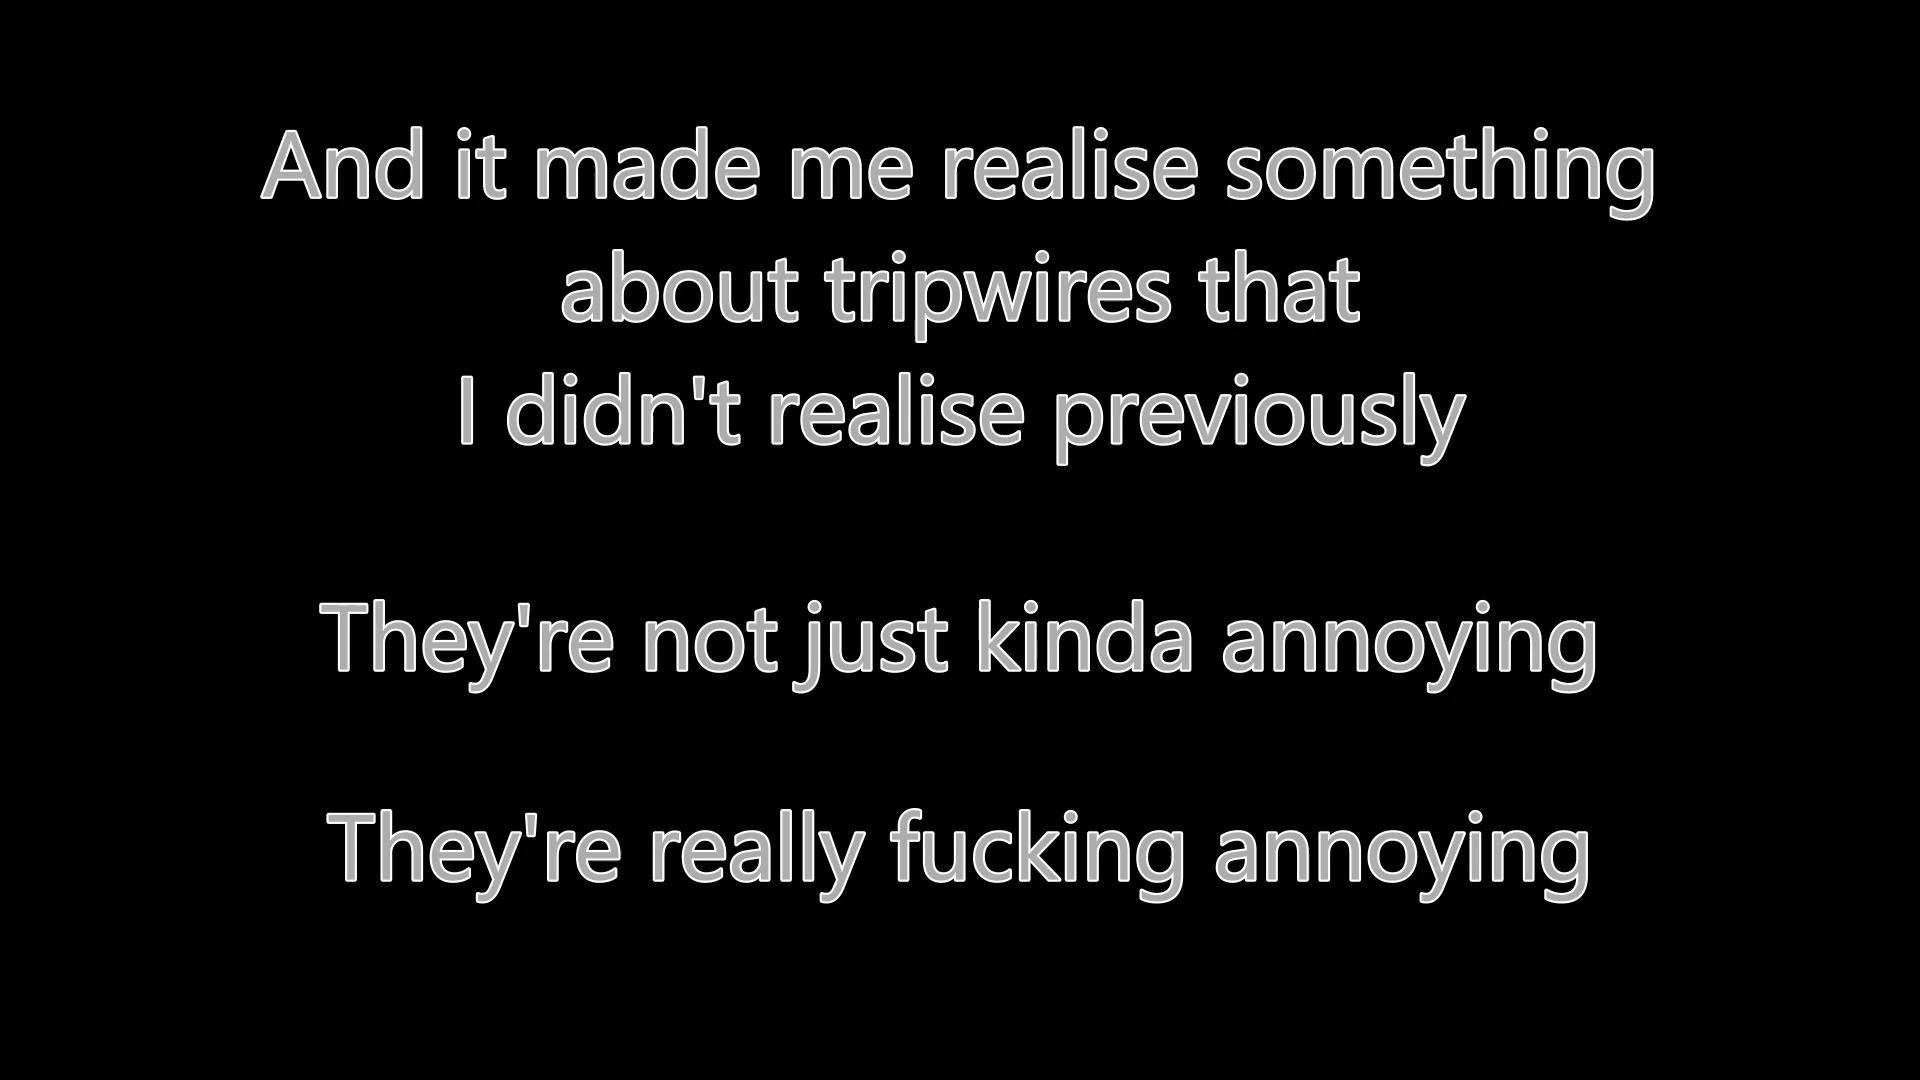 And it made me realise something
about tripwires that
I didn't realise previously
They're not just kinda annoying
They're really fucking annoying